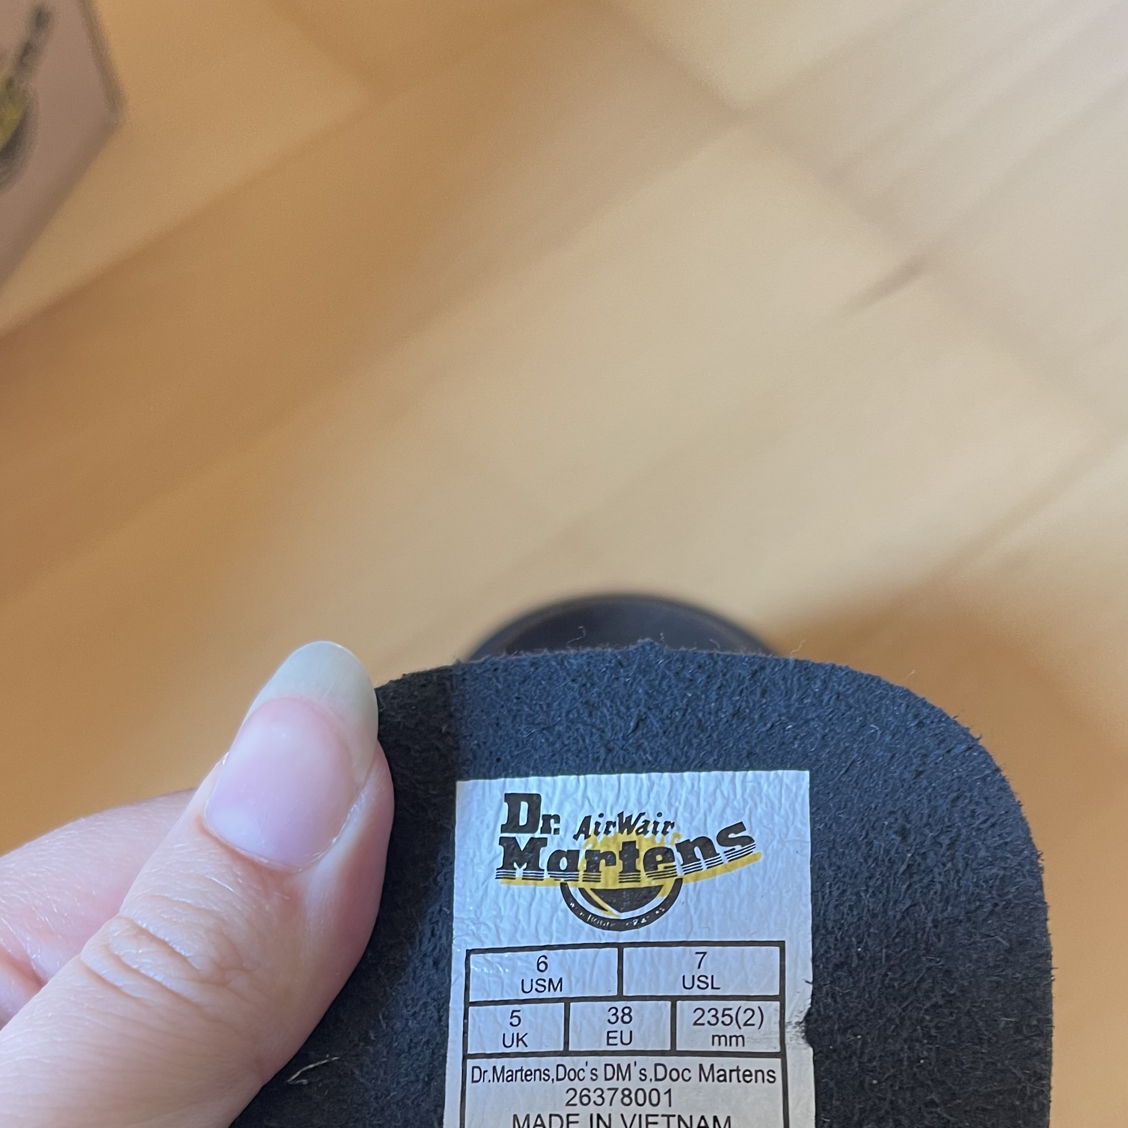 Dr.
AirWair
Martens
6
USM
7
USL
5
UK
38
EU
235(2)
mm
Dr.Martens,Doc's DM's,Doc Martens
26378001
MADE IN VIETNAM